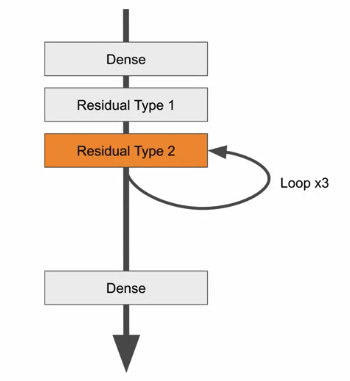 Dense
Residual Type 1
Residual Type 2
Loop x3
Dense